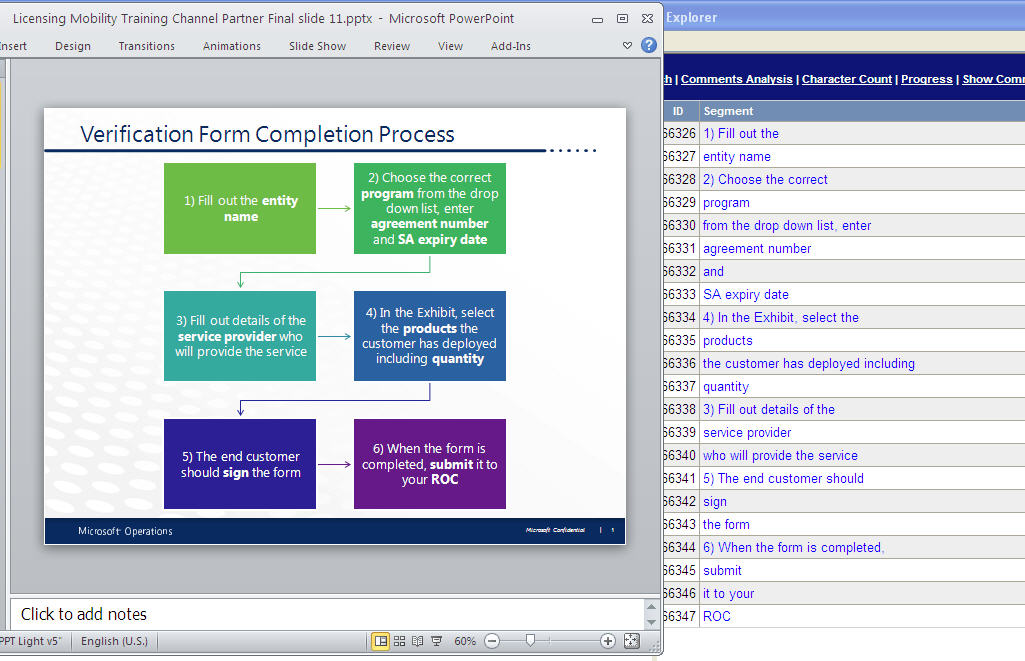 Licensing Mobility Training Channel Partner Final slide 11.pptx - Microsoft PowerPoint
Insert Design Transitions Animations Slide Show Review View Add-Ins
Verification Form Completion Process
1) Fill out the entity
name
2) Choose the correct
program from the drop
down list, enter
agreement number
and SA expiry date
3) Fill out details of the
service provider who
will provide the service
4) In the Exhibit, select
the products the
customer has deployed
including quantity
5) The end customer
should sign the form
6) When the form is
completed, submit it to
your ROC
Microsoft Operations
Microsoft Confidential | 1
Click to add notes
PPT Light v5" English (U.S.) 60%
Explorer
h | Comments Analysis | Character Count | Progress | Show Com
ID Segment
66326 1) Fill out the
66327 entity name
66328 2) Choose the correct
66329 program
66330 from the drop down list, enter
66331 agreement number
66332 and
66333 SA expiry date
66334 4) In the Exhibit, select the
66335 products
66336 the customer has deployed including
66337 quantity
66338 3) Fill out details of the
66339 service provider
66340 who will provide the service
66341 5) The end customer should
66342 sign
66343 the form
66344 6) When the form is completed,
66345 submit
66346 it to your
66347 ROC